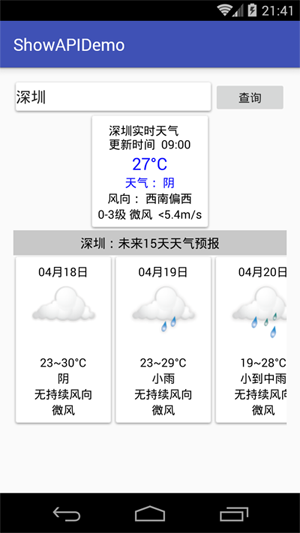 21:41
ShowAPIDemo
深圳
查询
深圳实时天气
更新时间 09:00
27°C
天气：阴
风向：西南偏西
0-3级 微风 <5.4m/s
深圳：未来15天天气预报
04月18日
23~30°C
阴
无持续风向
微风
04月19日
23~29°C
小雨
无持续风向
微风
04月20日
19~28°C
小到中雨
无持续风向
微风